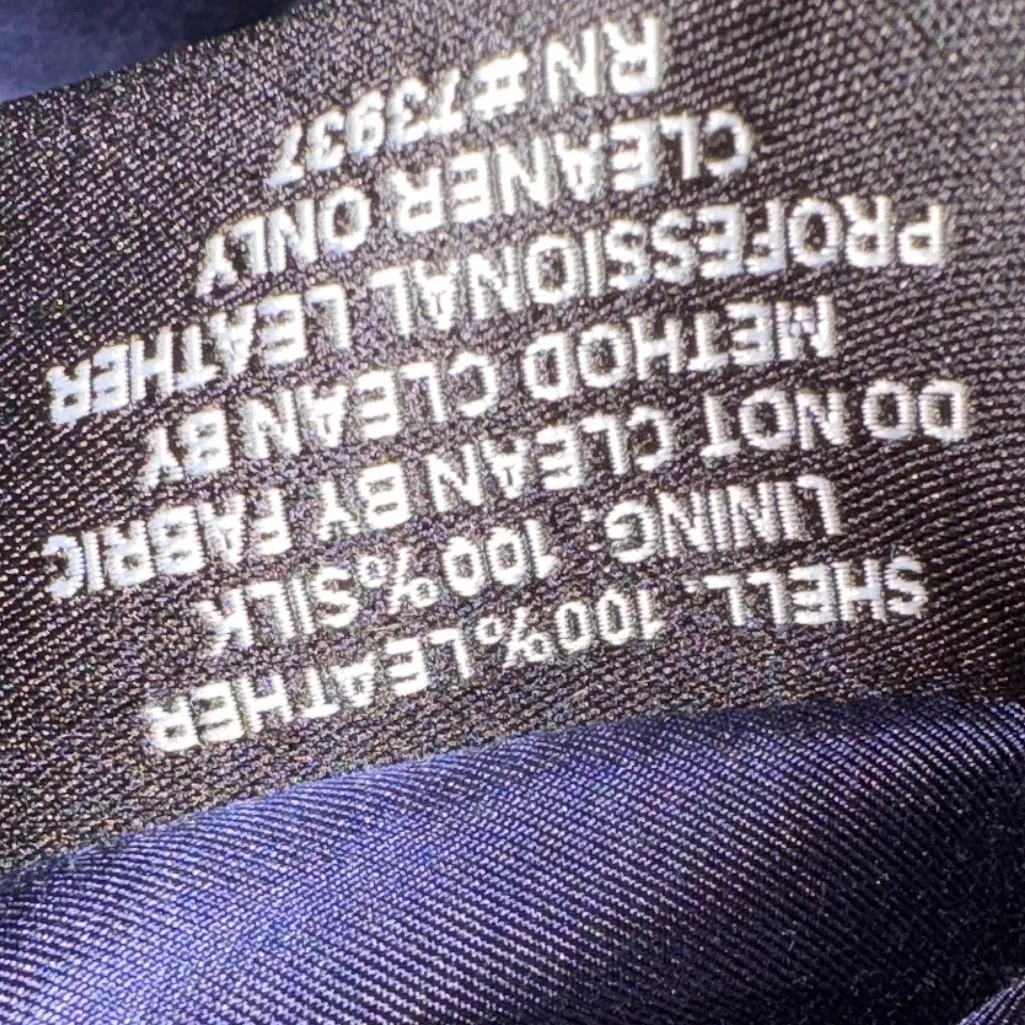 SHELL: 100% LEATHER
LINING: 100% SILK
DO NOT CLEAN BY FABRIC
METHOD CLEAN BY
PROFESSIONAL LEATHER
CLEANER ONLY
RN #73937